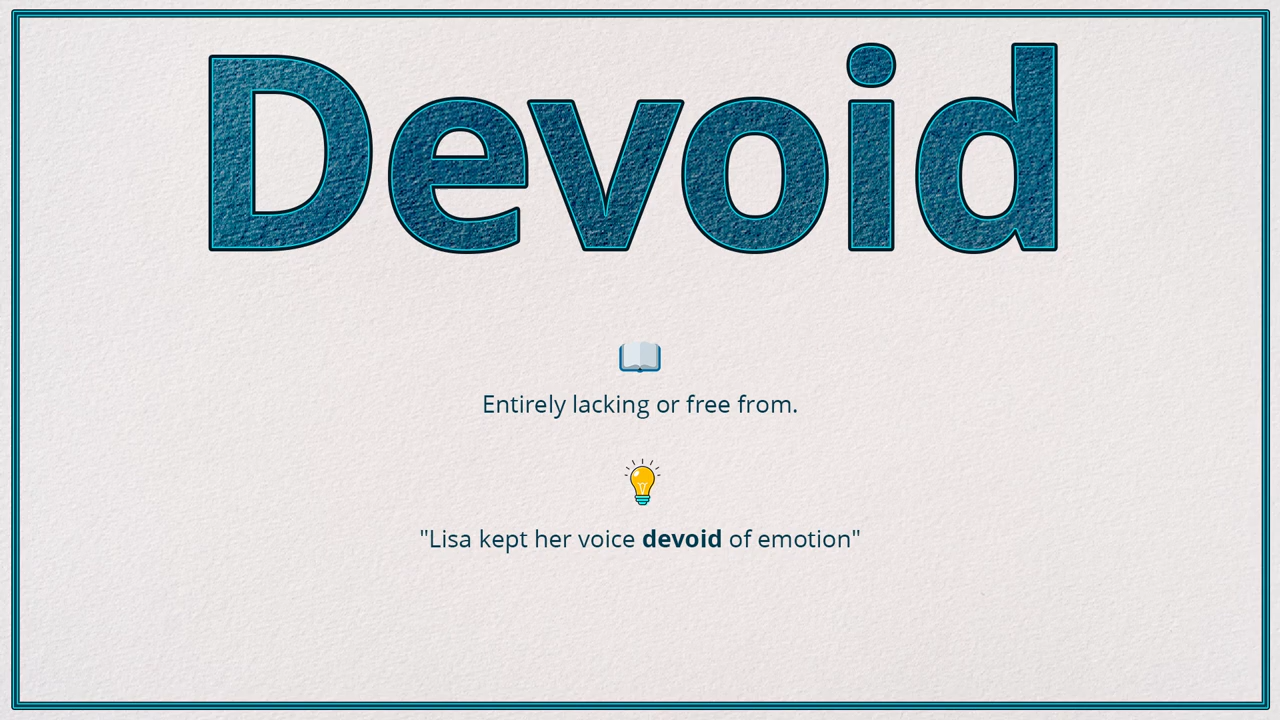 Devoid
Entirely lacking or free from.
"Lisa kept her voice devoid of emotion"